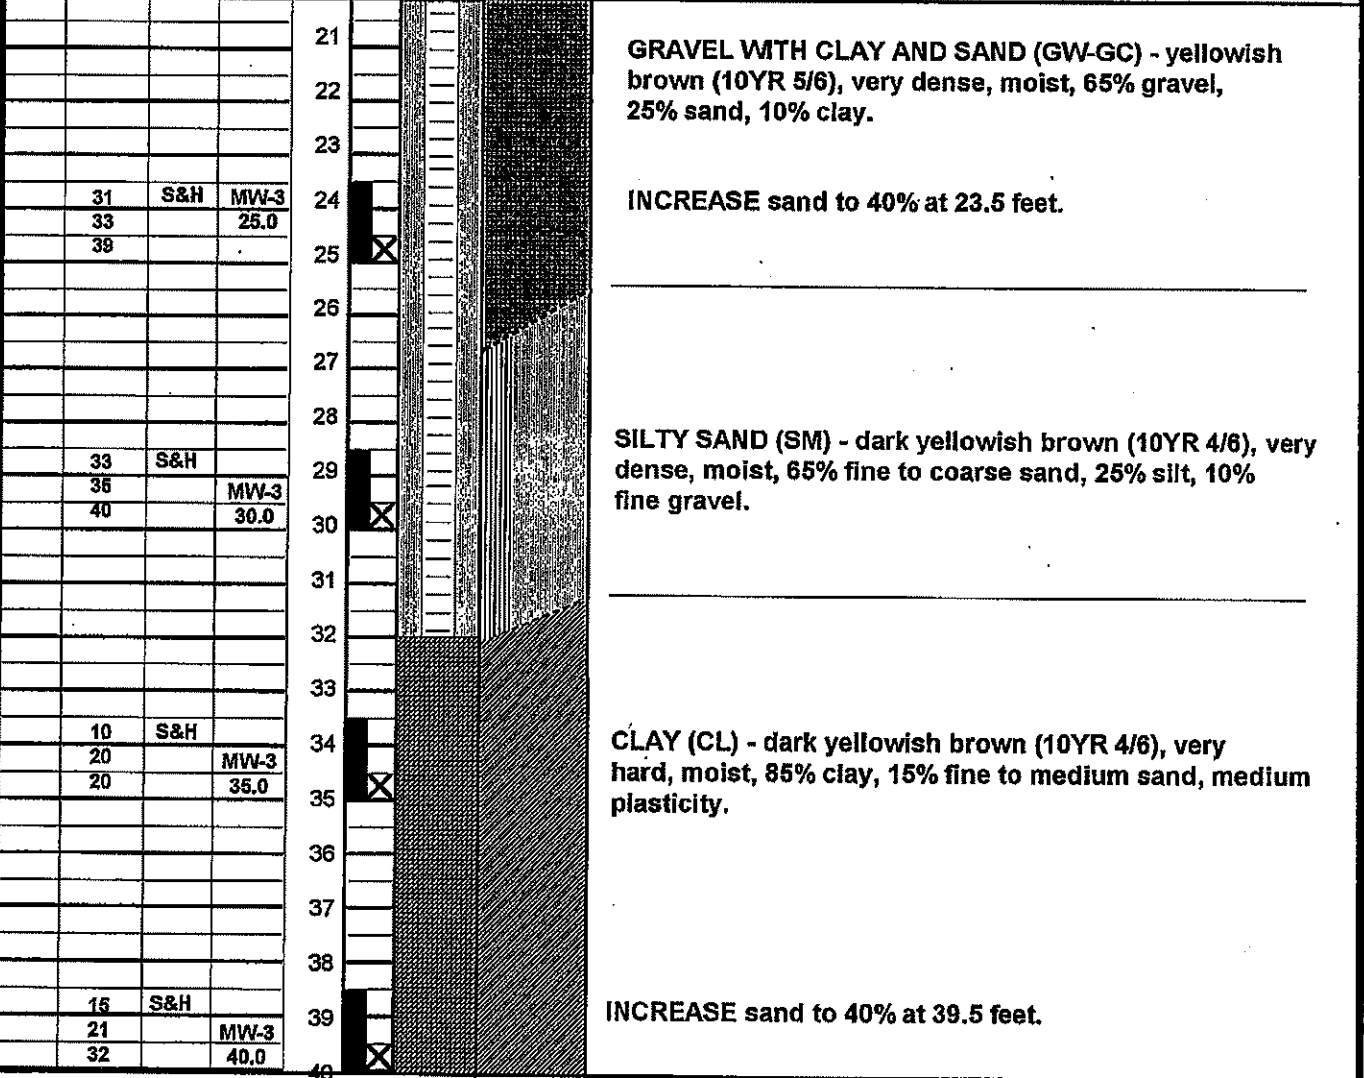 21
GRAVEL WITH CLAY AND SAND (GW-GC) - yellowish
brown (10YR 5/6), very dense, moist, 65% gravel,
25% sand, 10% clay.
22
23
31 S&H MW-3 24
INCREASE sand to 40% at 23.5 feet.
33 25.0
39
25
26
27
28
SILTY SAND (SM) - dark yellowish brown (10YR 4/6), very
dense, moist, 65% fine to coarse sand, 25% silt, 10%
fine gravel.
33 S&H 29
36 MW-3
40 30.0 30
31
32
33
10 S&H 34
CLAY (CL) - dark yellowish brown (10YR 4/6), very
hard, moist, 85% clay, 15% fine to medium sand, medium
plasticity.
20 MW-3
20 35.0 35
36
37
38
15 S&H 39
INCREASE sand to 40% at 39.5 feet.
21 MW-3
32 40.0
40